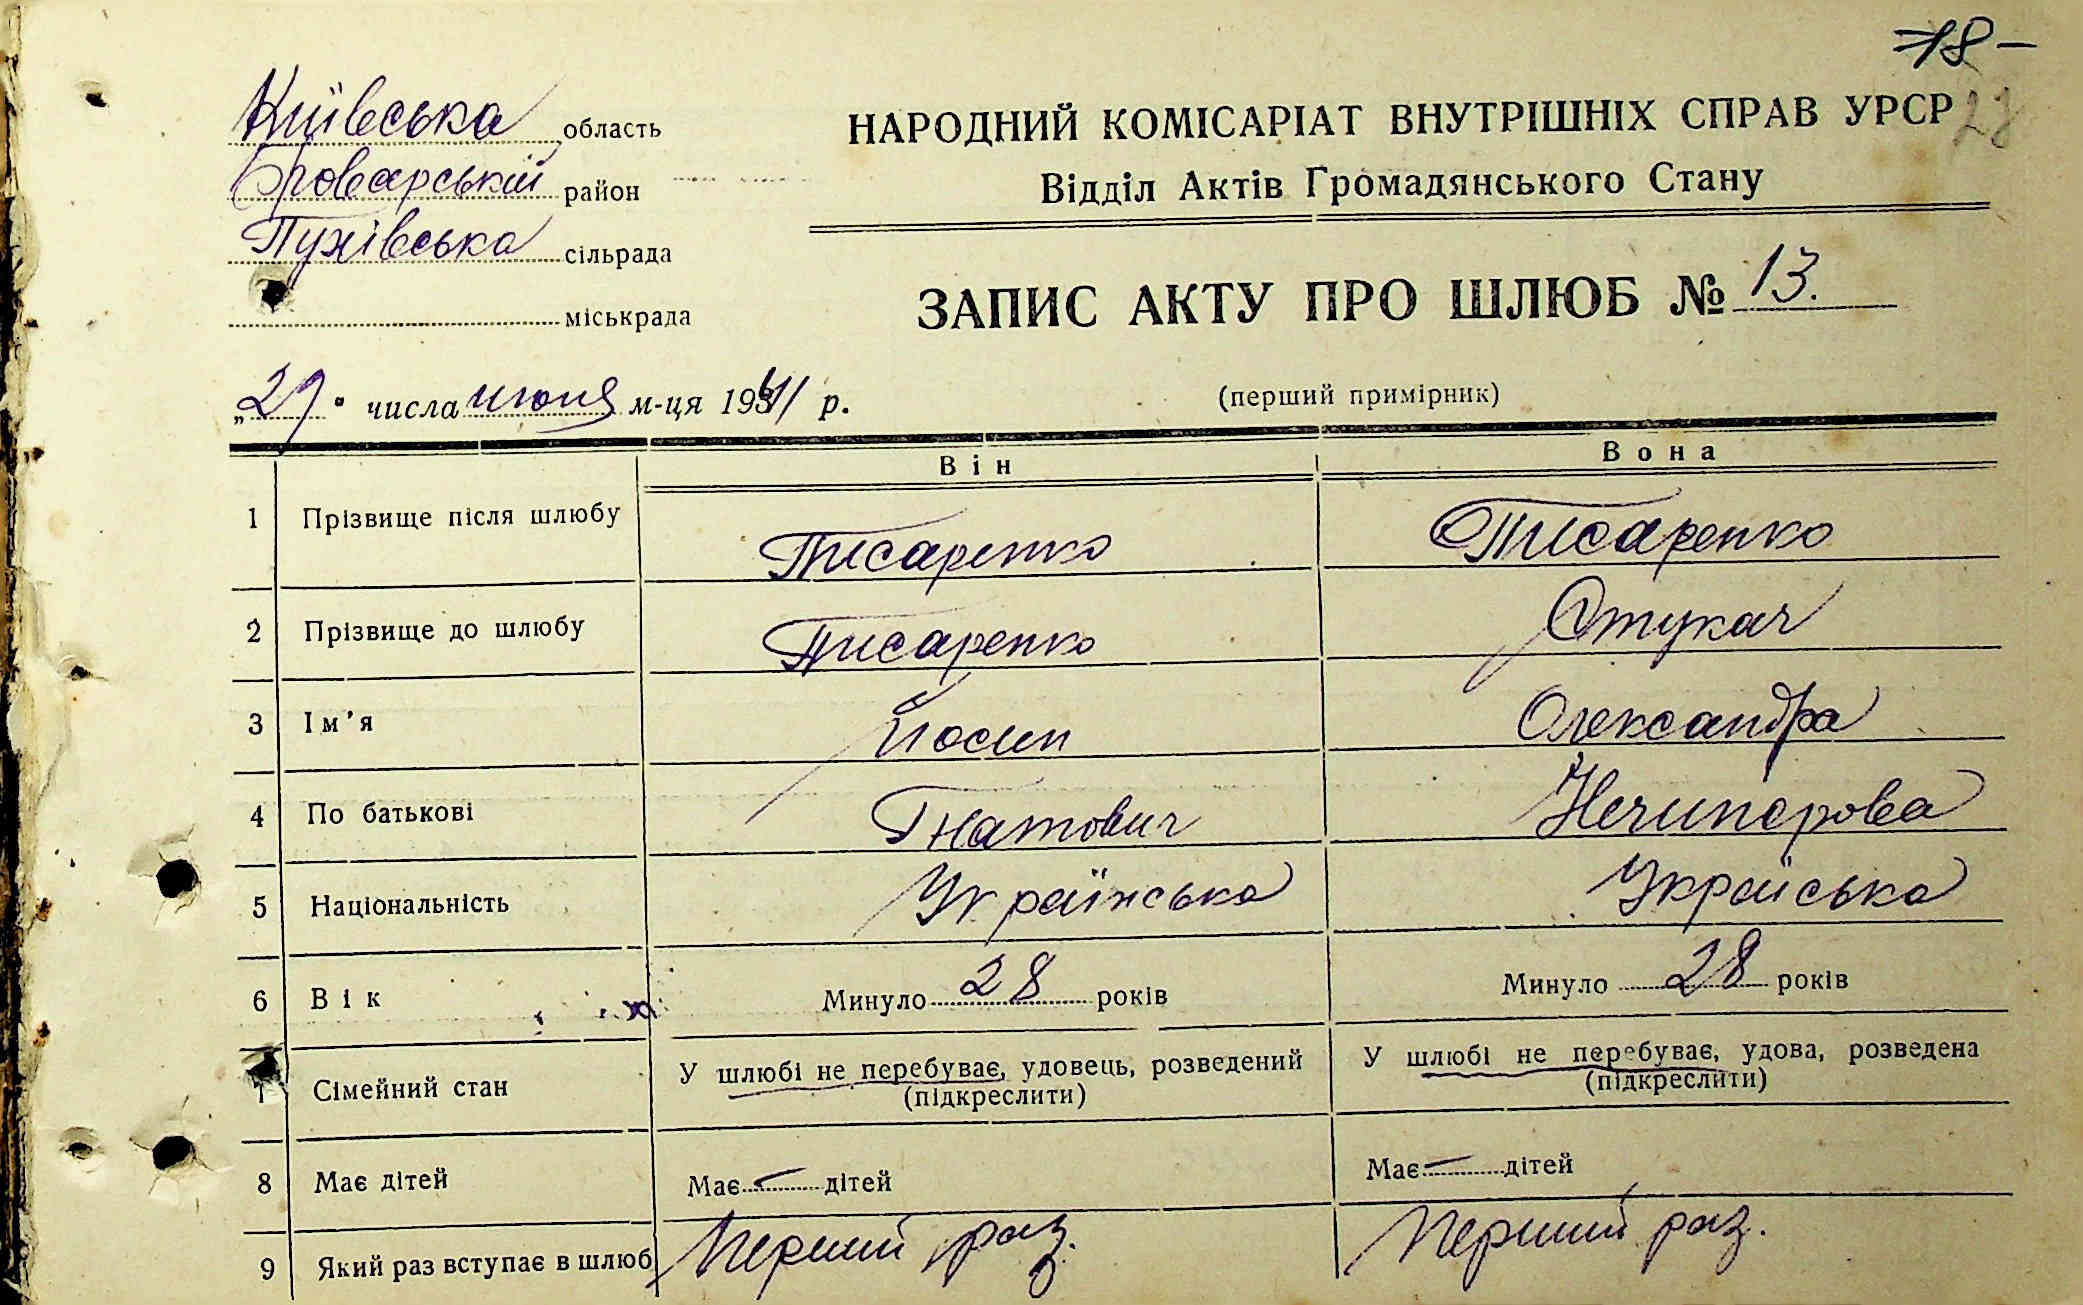 -18-
28
Київська область
Броварський район
Пухівська сільрада
міськрада
НАРОДНИЙ КОМІСАРІАТ ВНУТРІШНІХ СПРАВ УРСР
Відділ Актів Громадянського Стану
ЗАПИС АКТУ ПРО ШЛЮБ № 13.
(перший примірник)
„29" числа июня м-ця 1941 р.
Він Вона
1 Прізвище після шлюбу Писаренко Писаренко
2 Прізвище до шлюбу Писаренко Стукач
3 Ім'я Йосип Олександра
4 По батькові Гнатович Нечипорова
5 Національність Українська Украйська
6 Вік Минуло 28 років Минуло 28 років
7 Сімейний стан У шлюбі не перебуває, удовець, розведений (підкреслити) У шлюбі не перебуває, удова, розведена (підкреслити)
8 Має дітей Має — дітей Має — дітей
9 Який раз вступає в шлюб Перший раз. Перший раз.